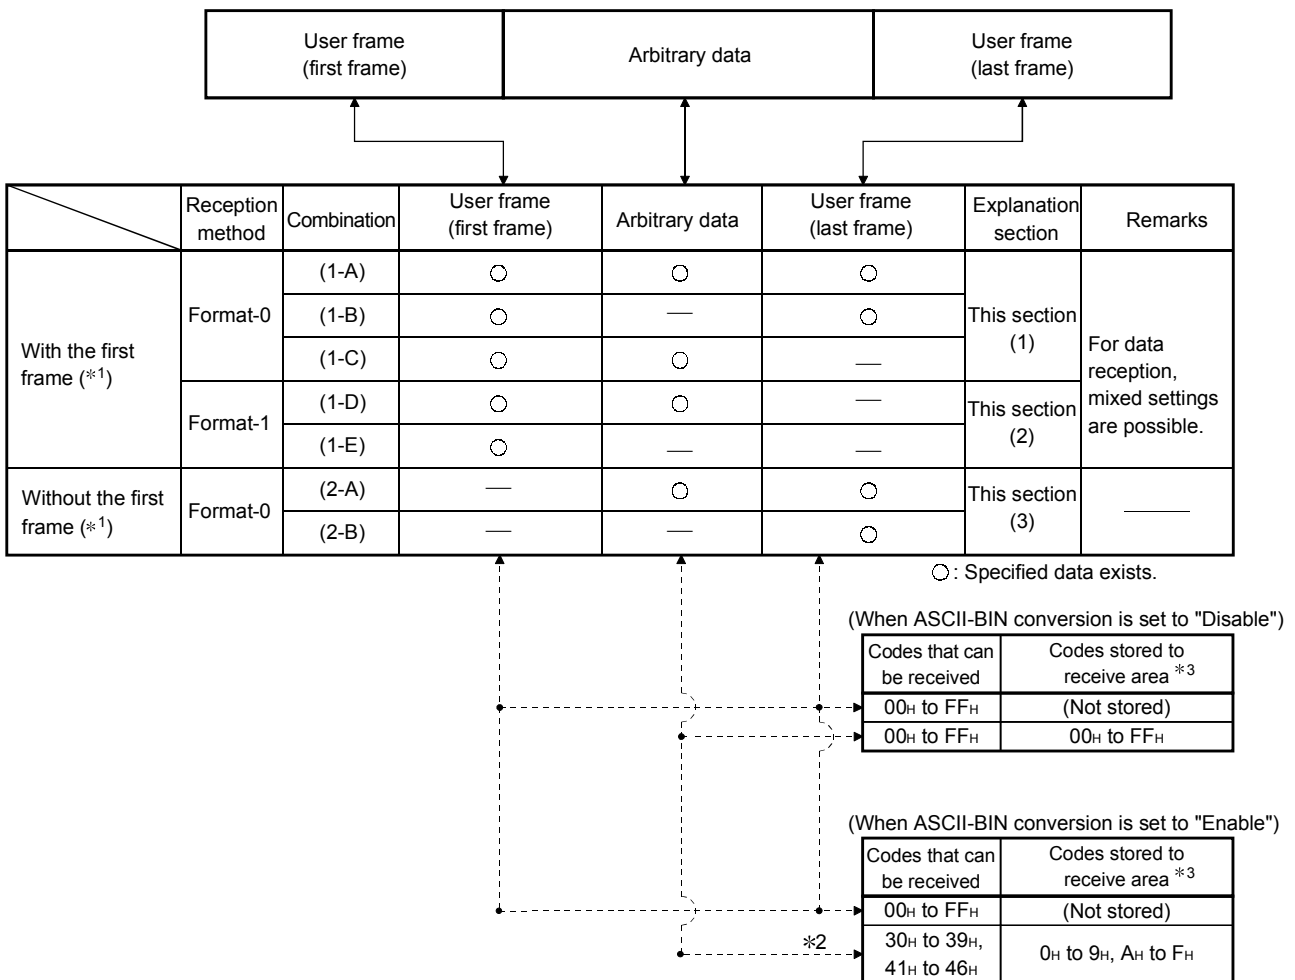 User frame
(first frame)
Arbitrary data
User frame
(last frame)
Reception
method
Combination
User frame
(first frame)
Arbitrary data
User frame
(last frame)
Explanation
section
Remarks
With the first
frame (*1)
Format-0
(1-A)
(1-B)
(1-C)
This section
(1)
Format-1
(1-D)
(1-E)
This section
(2)
For data
reception,
mixed settings
are possible.
Without the first
frame (*1)
Format-0
(2-A)
(2-B)
This section
(3)
○ : Specified data exists.
(When ASCII-BIN conversion is set to "Disable")
Codes that can
be received
Codes stored to
receive area *3
00H to FFH
(Not stored)
00H to FFH
00H to FFH
(When ASCII-BIN conversion is set to "Enable")
Codes that can
be received
Codes stored to
receive area *3
00H to FFH
(Not stored)
*2
30H to 39H,
41H to 46H
0H to 9H, AH to FH